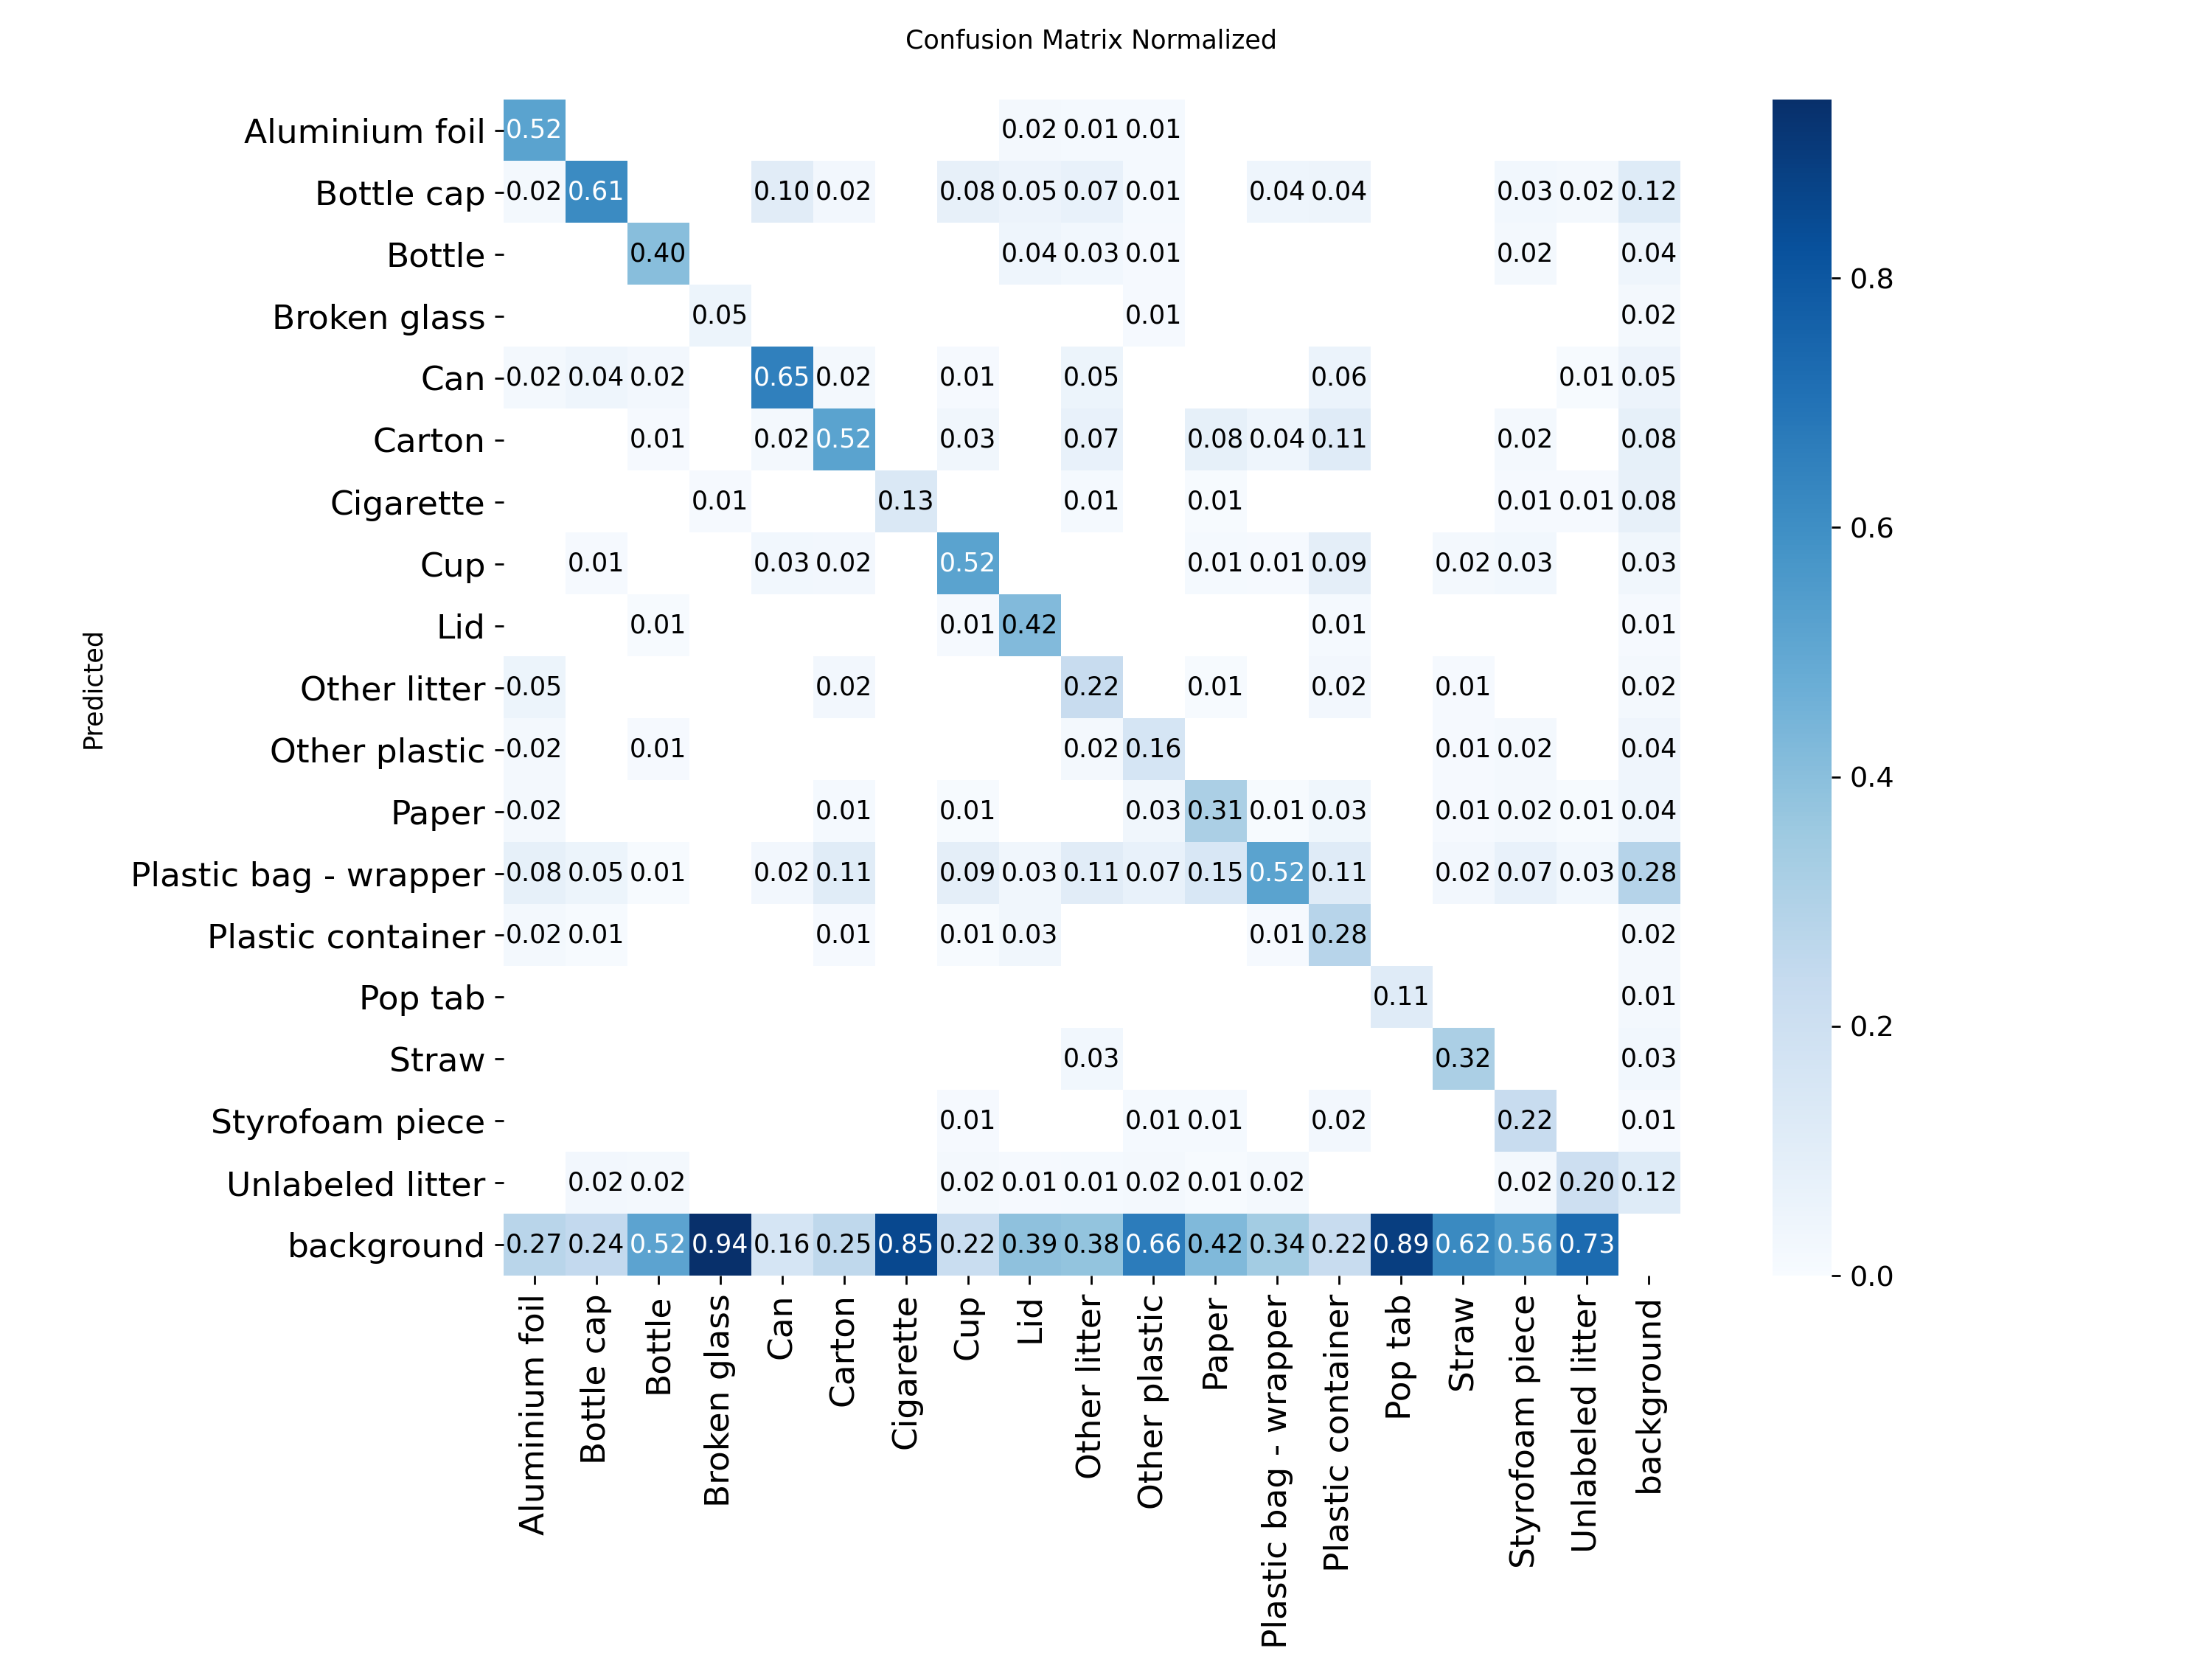 Confusion Matrix Normalized
Aluminium foil 0.52 0.02 0.01 0.01
Bottle cap 0.02 0.61 0.10 0.02 0.08 0.05 0.07 0.01 0.04 0.04 0.03 0.02 0.12
Bottle 0.40 0.04 0.03 0.01 0.02 0.04
0.8
Broken glass 0.05 0.01 0.02
Can 0.02 0.04 0.02 0.65 0.02 0.01 0.05 0.06 0.01 0.05
Carton 0.01 0.02 0.52 0.03 0.07 0.08 0.04 0.11 0.02 0.08
Cigarette 0.01 0.13 0.01 0.01 0.01 0.01 0.08
0.6
Cup 0.01 0.03 0.02 0.52 0.01 0.01 0.09 0.02 0.03 0.03
Lid 0.01 0.01 0.42 0.01 0.01
Predicted
Other litter 0.05 0.02 0.22 0.01 0.02 0.01 0.02
Other plastic 0.02 0.01 0.02 0.16 0.01 0.02 0.04
0.4
Paper 0.02 0.01 0.01 0.03 0.31 0.01 0.03 0.01 0.02 0.01 0.04
Plastic bag - wrapper 0.08 0.05 0.01 0.02 0.11 0.09 0.03 0.11 0.07 0.15 0.52 0.11 0.02 0.07 0.03 0.28
Plastic container 0.02 0.01 0.01 0.01 0.03 0.01 0.28 0.02
Pop tab 0.11 0.01
0.2
Straw 0.03 0.32 0.03
Styrofoam piece 0.01 0.01 0.01 0.02 0.22 0.01
Unlabeled litter 0.02 0.02 0.02 0.01 0.01 0.02 0.01 0.02 0.02 0.20 0.12
background 0.27 0.24 0.52 0.94 0.16 0.25 0.85 0.22 0.39 0.38 0.66 0.42 0.34 0.22 0.89 0.62 0.56 0.73
0.0
Aluminium foil
Bottle cap
Bottle
Broken glass
Can
Carton
Cigarette
Cup
Lid
Other litter
Other plastic
Paper
Plastic bag - wrapper
Plastic container
Pop tab
Straw
Styrofoam piece
Unlabeled litter
background